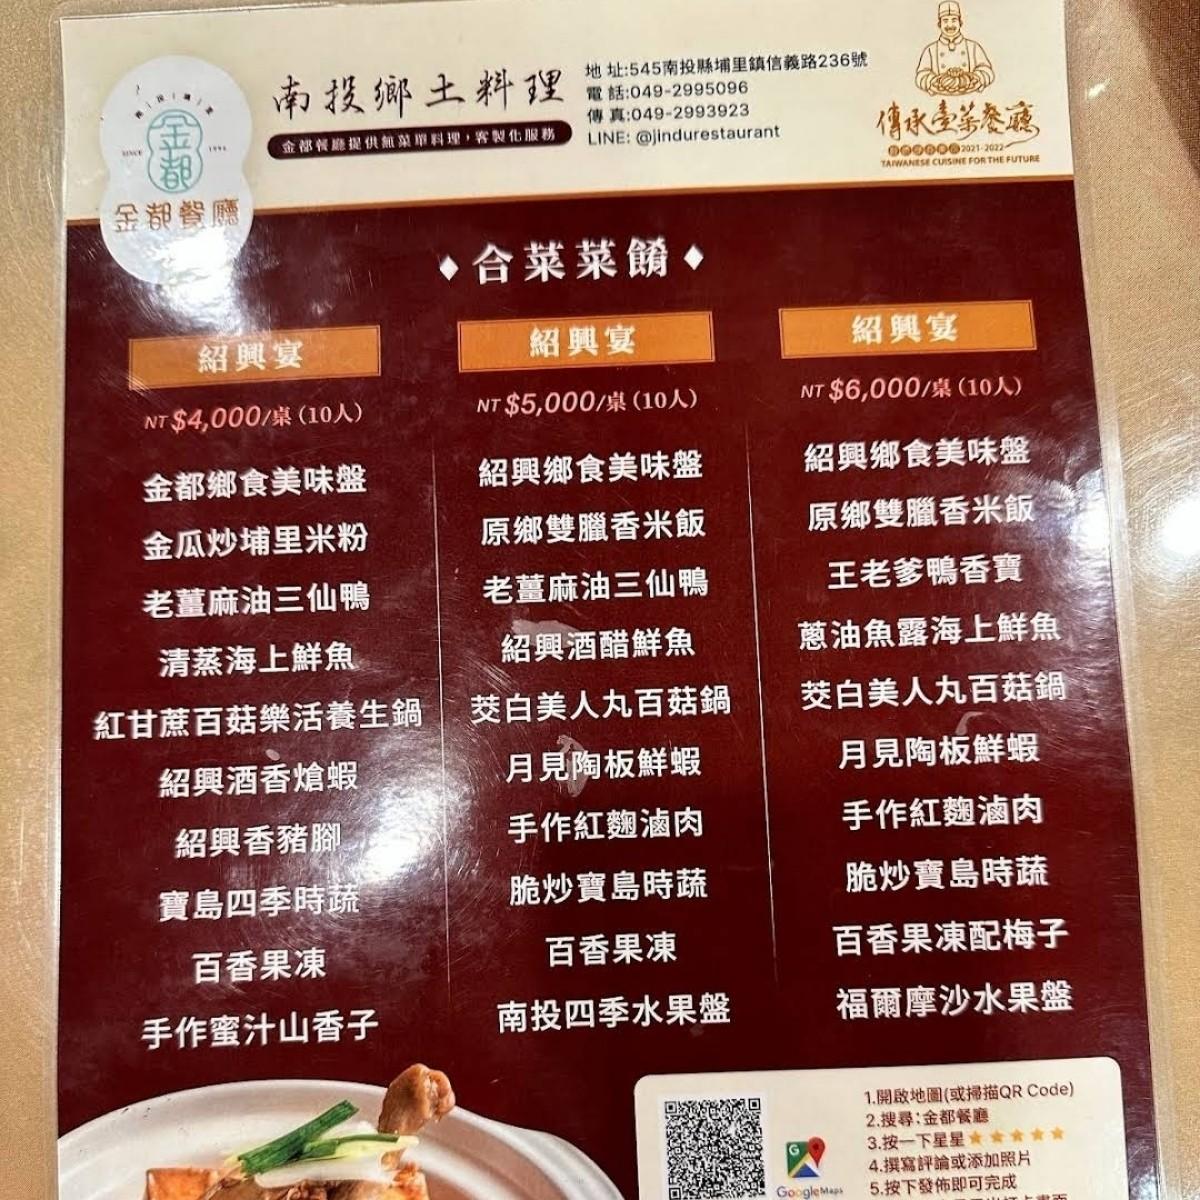 南投鄉土料理
金都餐廳提供無菜單料理，客製化服務
地 址:545南投縣埔里鎮信義路236號
電 話:049-2995096
傳 真:049-2993923
LINE: @jindurestaurant
傳承臺菜餐廳
2021-2022
TAIWANESE CUISINE FOR THE FUTURE
金都
SINCE 1994
金都餐廳
合菜菜餚
紹興宴
NT $4,000/桌 (10人)
金都鄉食美味盤
金瓜炒埔里米粉
老薑麻油三仙鴨
清蒸海上鮮魚
紅甘蔗百菇樂活養生鍋
紹興酒香熗蝦
紹興香豬腳
寶島四季時蔬
百香果凍
手作蜜汁山香子
紹興宴
NT $5,000/桌 (10人)
紹興鄉食美味盤
原鄉雙臘香米飯
老薑麻油三仙鴨
紹興酒醋鮮魚
茭白美人丸百菇鍋
月見陶板鮮蝦
手作紅麴滷肉
脆炒寶島時蔬
百香果凍
南投四季水果盤
紹興宴
NT $6,000/桌 (10人)
紹興鄉食美味盤
原鄉雙臘香米飯
王老爹鴨香寶
蔥油魚露海上鮮魚
茭白美人丸百菇鍋
月見陶板鮮蝦
手作紅麴滷肉
脆炒寶島時蔬
百香果凍配梅子
福爾摩沙水果盤
Google Maps
1.開啟地圖(或掃描QR Code)
2.搜尋:金都餐廳
3.按一下星星★★★★★
4.撰寫評論或添加照片
5.按下發佈即可完成